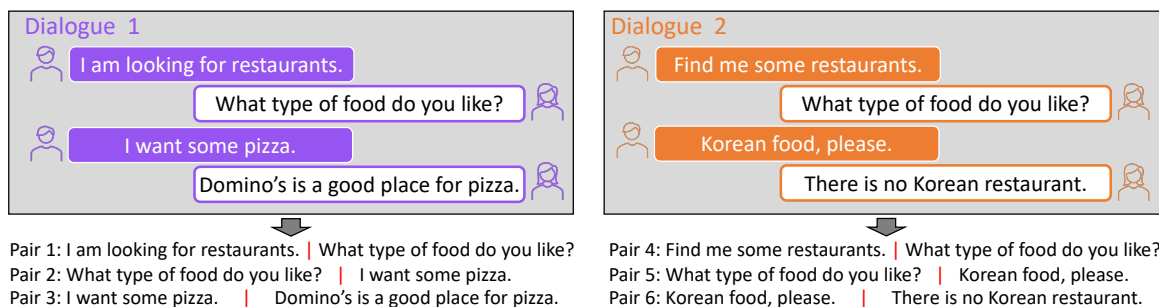 Dialogue 1
I am looking for restaurants.
What type of food do you like?
I want some pizza.
Domino's is a good place for pizza.
Pair 1: I am looking for restaurants. | What type of food do you like?
Pair 2: What type of food do you like? | I want some pizza.
Pair 3: I want some pizza. | Domino's is a good place for pizza.
Dialogue 2
Find me some restaurants.
What type of food do you like?
Korean food, please.
There is no Korean restaurant.
Pair 4: Find me some restaurants. | What type of food do you like?
Pair 5: What type of food do you like? | Korean food, please.
Pair 6: Korean food, please. | There is no Korean restaurant.